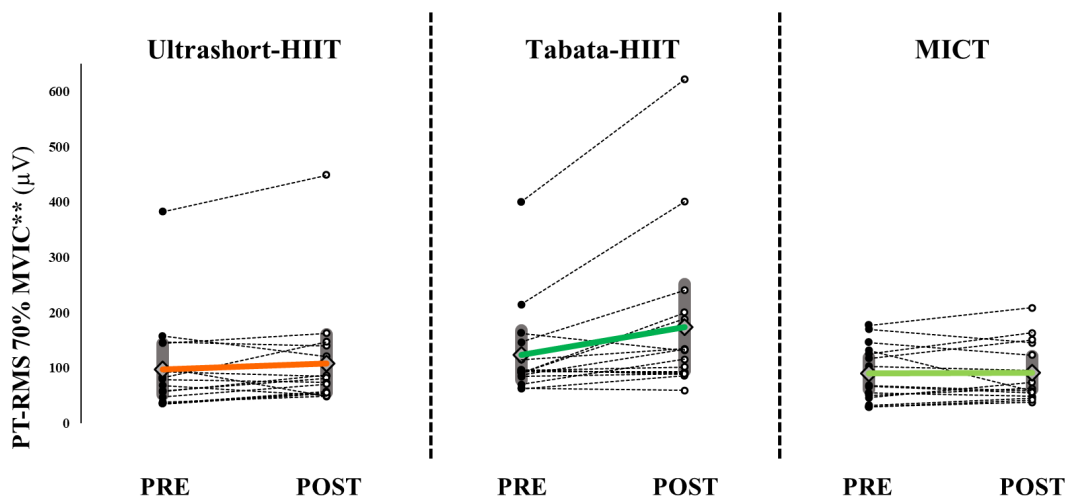 Ultrashort-HIIT
Tabata-HIIT
MICT
PT-RMS 70% MVIC** (µV)
600
500
400
300
200
100
0
PRE
POST
PRE
POST
PRE
POST